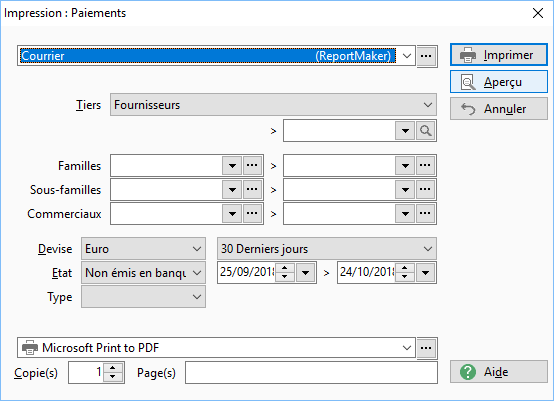 Impression : Paiements
Courrier (ReportMaker)
Imprimer
Aperçu
Annuler
Tiers Fournisseurs
>
Familles >
Sous-familles >
Commerciaux >
Devise Euro 30 Derniers jours
Etat Non émis en banqu 25/09/2018 > 24/10/2018
Type
Microsoft Print to PDF
Copie(s) 1 Page(s)
Aide